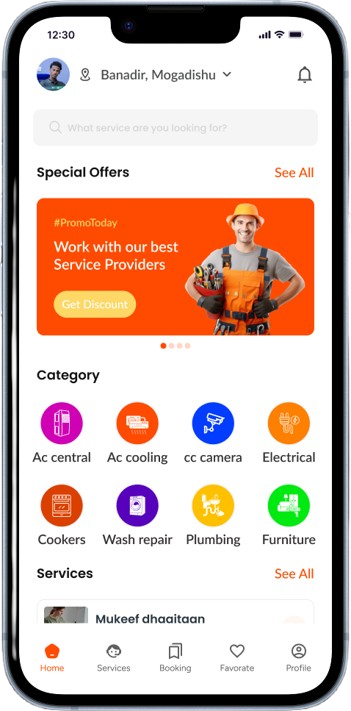 12:30
Banadir, Mogadishu
What service are you looking for?
Special Offers
See All
#PromoToday
Work with our best
Service Providers
Get Discount
Category
Ac central
Ac cooling
cc camera
Electrical
Cookers
Wash repair
Plumbing
Furniture
Services
See All
Mukeef dhaqitaan
Home
Services
Booking
Favorate
Profile